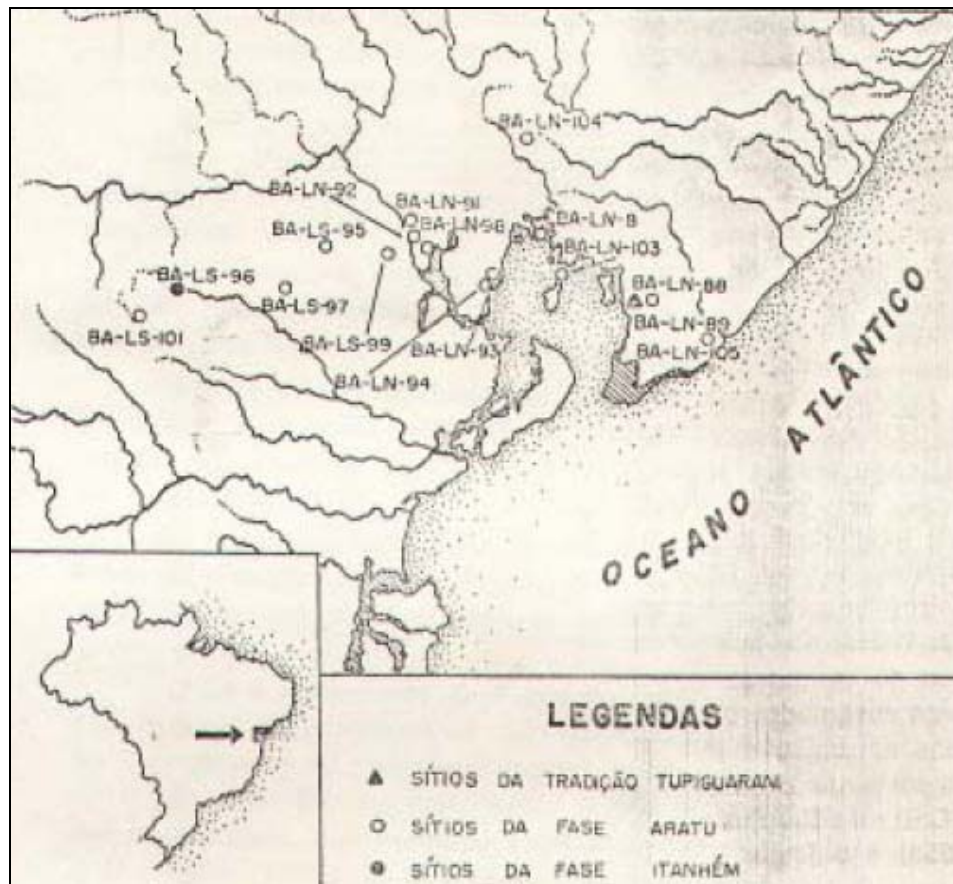 BA-LN-104
BA-LN-92
BA-LN-91
BA-LN-98
BA-LN-8
BA-LS-95
BA-LN-103
BA-LS-96
BA-LN-88
BA-LS-97
BA-LN-89
BA-LS-101
BA-LS-99
BA-LN-93
BA-LN-105
BA-LN-94
OCEANO ATLÂNTICO
LEGENDAS
SÍTIOS DA TRADIÇÃO TUPIGUARANI
SÍTIOS DA FASE ARATU
SÍTIOS DA FASE ITANHÉM